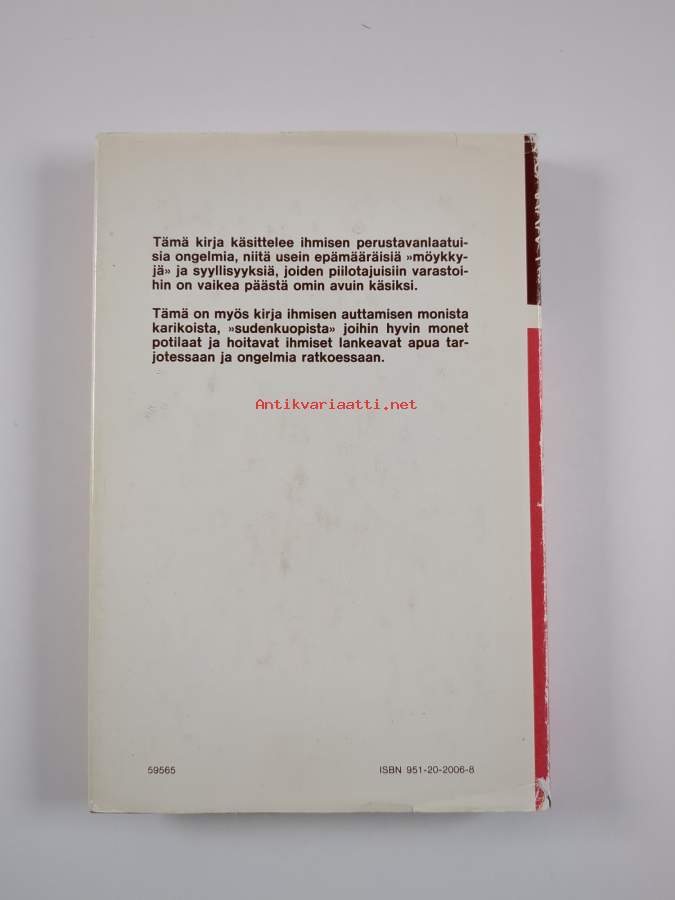 Tämä kirja käsittelee ihmisen perustavanlaatui-
sia ongelmia, niitä usein epämääräisiä »möykky-
jä» ja syyllisyyksiä, joiden piilotajuisiin varastoi-
hin on vaikea päästä omin avuin käsiksi.
Tämä on myös kirja ihmisen auttamisen monista
karikoista, »sudenkuopista» joihin hyvin monet
potilaat ja hoitavat ihmiset lankeavat apua tar-
jotessaan ja ongelmia ratkoessaan.
Antikvariaatti.net
59565
ISBN 951-20-2006-8